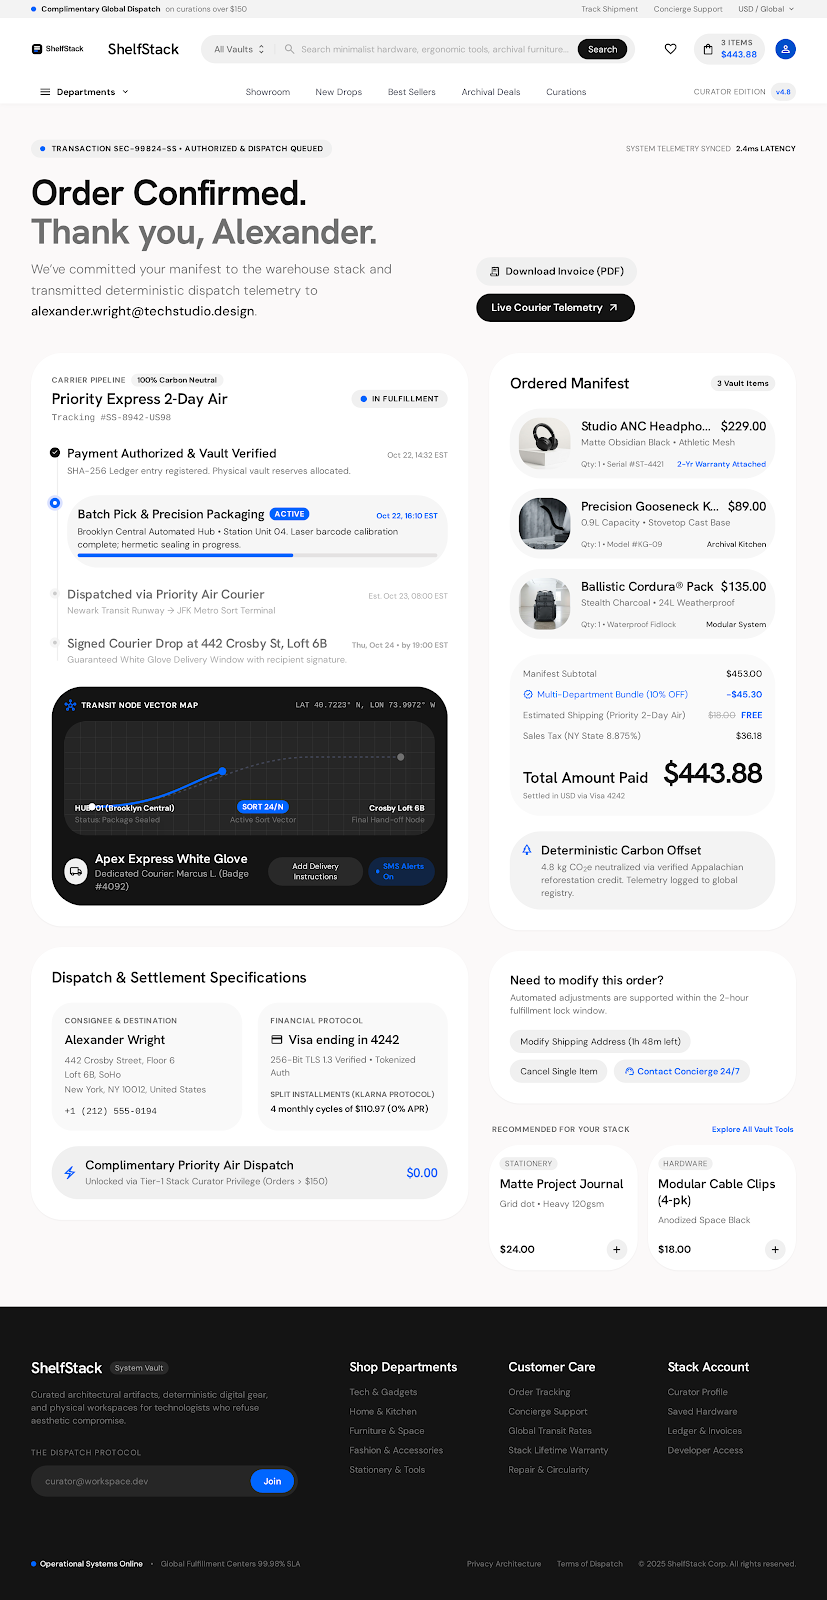 Complimentary Global Dispatch on curations over $150
Track Shipment Concierge Support USD / Global
ShelfStack
ShelfStack
All Vaults
Search minimalist hardware, ergonomic tools, archival furniture...
Search
3 ITEMS
$443.88
Departments
Showroom New Drops Best Sellers Archival Deals Curations
CURATOR EDITION v4.8
TRANSACTION SEC-99824-SS • AUTHORIZED & DISPATCH QUEUED
SYSTEM TELEMETRY SYNCED 2.4ms LATENCY
Order Confirmed.
Thank you, Alexander.
We've committed your manifest to the warehouse stack and
transmitted deterministic dispatch telemetry to
alexander.wright@techstudio.design.
Download Invoice (PDF)
Live Courier Telemetry
CARRIER PIPELINE 100% Carbon Neutral
Priority Express 2-Day Air
IN FULFILLMENT
Tracking #SS-8942-US98
Payment Authorized & Vault Verified
Oct 22, 14:32 EST
SHA-256 Ledger entry registered. Physical vault reserves allocated.
Batch Pick & Precision Packaging ACTIVE
Oct 22, 16:10 EST
Brooklyn Central Automated Hub • Station Unit 04. Laser barcode calibration
complete; hermetic sealing in progress.
Dispatched via Priority Air Courier
Est. Oct 23, 08:00 EST
Newark Transit Runway → JFK Metro Sort Terminal
Signed Courier Drop at 442 Crosby St, Loft 6B
Thu, Oct 24 • by 19:00 EST
Guaranteed White Glove Delivery Window with recipient signature.
TRANSIT NODE VECTOR MAP
LAT 40.7223° N, LON 73.9972° W
HUB 01 (Brooklyn Central)
Status: Package Sealed
SORT 24/N
Active Sort Vector
Crosby Loft 6B
Final Hand-off Node
Apex Express White Glove
Dedicated Courier: Marcus L. (Badge
#4092)
Add Delivery
Instructions
SMS Alerts
On
Ordered Manifest
3 Vault Items
Studio ANC Headpho... $229.00
Matte Obsidian Black • Athletic Mesh
Qty: 1 • Serial #ST-4421 2-Yr Warranty Attached
Precision Gooseneck K... $89.00
0.9L Capacity • Stovetop Cast Base
Qty: 1 • Model #KG-09 Archival Kitchen
Ballistic Cordura® Pack $135.00
Stealth Charcoal • 24L Weatherproof
Qty: 1 • Waterproof Fidlock Modular System
Manifest Subtotal $453.00
Multi-Department Bundle (10% OFF) -$45.30
Estimated Shipping (Priority 2-Day Air) $18.00 FREE
Sales Tax (NY State 8.875%) $36.18
Total Amount Paid $443.88
Settled in USD via Visa 4242
Deterministic Carbon Offset
4.8 kg CO₂e neutralized via verified Appalachian
reforestation credit. Telemetry logged to global
registry.
Dispatch & Settlement Specifications
CONSIGNEE & DESTINATION
Alexander Wright
442 Crosby Street, Floor 6
Loft 6B, SoHo
New York, NY 10012, United States
+1 (212) 555-0194
FINANCIAL PROTOCOL
Visa ending in 4242
256-Bit TLS 1.3 Verified • Tokenized
Auth
SPLIT INSTALLMENTS (KLARNA PROTOCOL)
4 monthly cycles of $110.97 (0% APR)
Complimentary Priority Air Dispatch
Unlocked via Tier-1 Stack Curator Privilege (Orders > $150)
$0.00
Need to modify this order?
Automated adjustments are supported within the 2-hour
fulfillment lock window.
Modify Shipping Address (1h 48m left)
Cancel Single Item
Contact Concierge 24/7
RECOMMENDED FOR YOUR STACK
Explore All Vault Tools
STATIONERY
Matte Project Journal
Grid dot • Heavy 120gsm
$24.00
+
HARDWARE
Modular Cable Clips
(4-pk)
Anodized Space Black
$18.00
+
ShelfStack System Vault
Curated architectural artifacts, deterministic digital gear,
and physical workspaces for technologists who refuse
aesthetic compromise.
THE DISPATCH PROTOCOL
curator@workspace.dev
Join
Shop Departments
Tech & Gadgets
Home & Kitchen
Furniture & Space
Fashion & Accessories
Stationery & Tools
Customer Care
Order Tracking
Concierge Support
Global Transit Rates
Stack Lifetime Warranty
Repair & Circularity
Stack Account
Curator Profile
Saved Hardware
Ledger & Invoices
Developer Access
Operational Systems Online • Global Fulfillment Centers 99.98% SLA
Privacy Architecture Terms of Dispatch © 2025 ShelfStack Corp. All rights reserved.